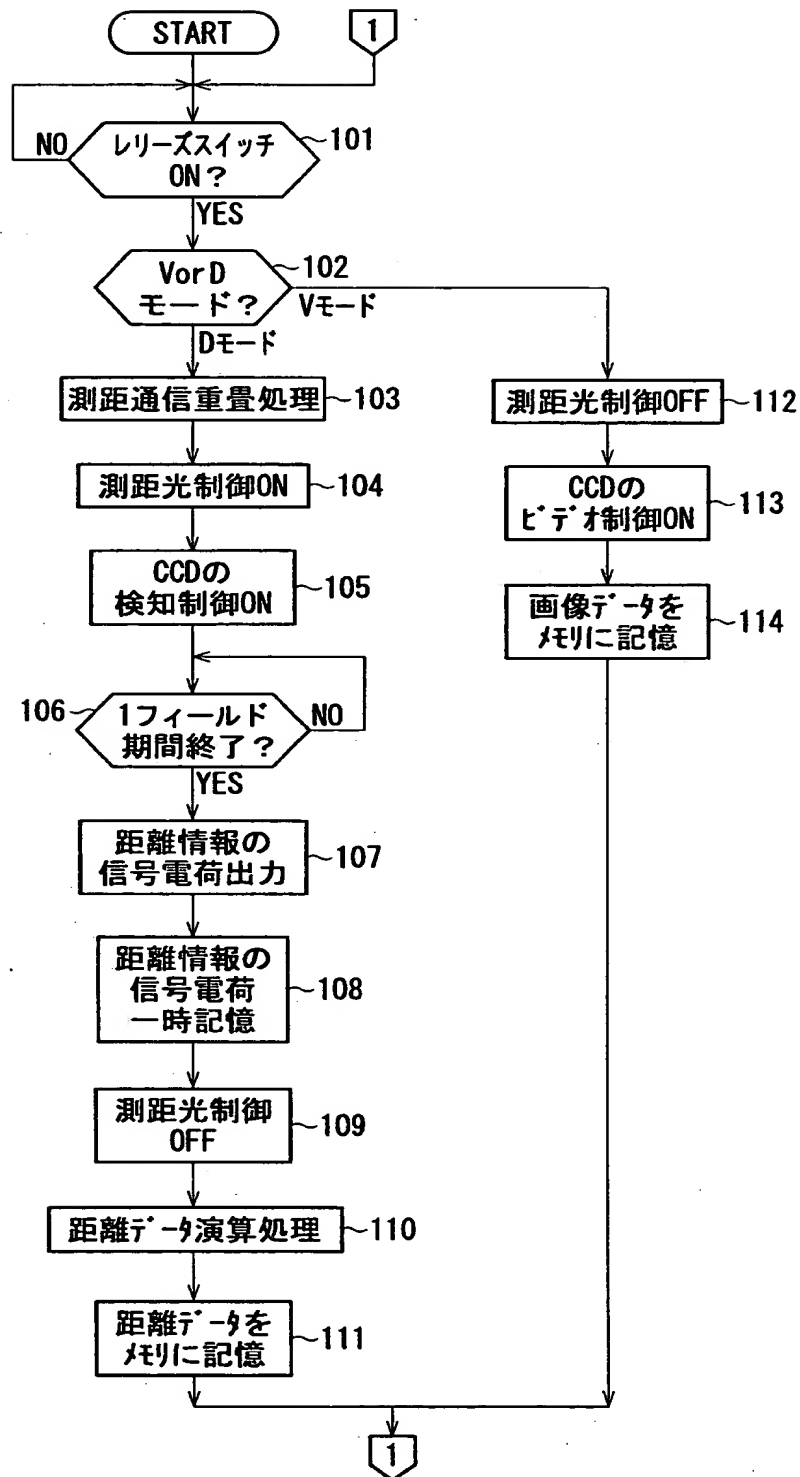 START
1
レリーズスイッチ
ON?
101
NO
YES
VorD
モード?
102
Vモード
Dモード
測距通信重畳処理
103
測距光制御ON
104
CCDの
検知制御ON
105
106
1フィールド
期間終了?
NO
YES
距離情報の
信号電荷出力
107
距離情報の
信号電荷
一時記憶
108
測距光制御
OFF
109
距離データ演算処理
110
距離データを
メモリに記憶
111
測距光制御OFF
112
CCDの
ビデオ制御ON
113
画像データを
メモリに記憶
114
1